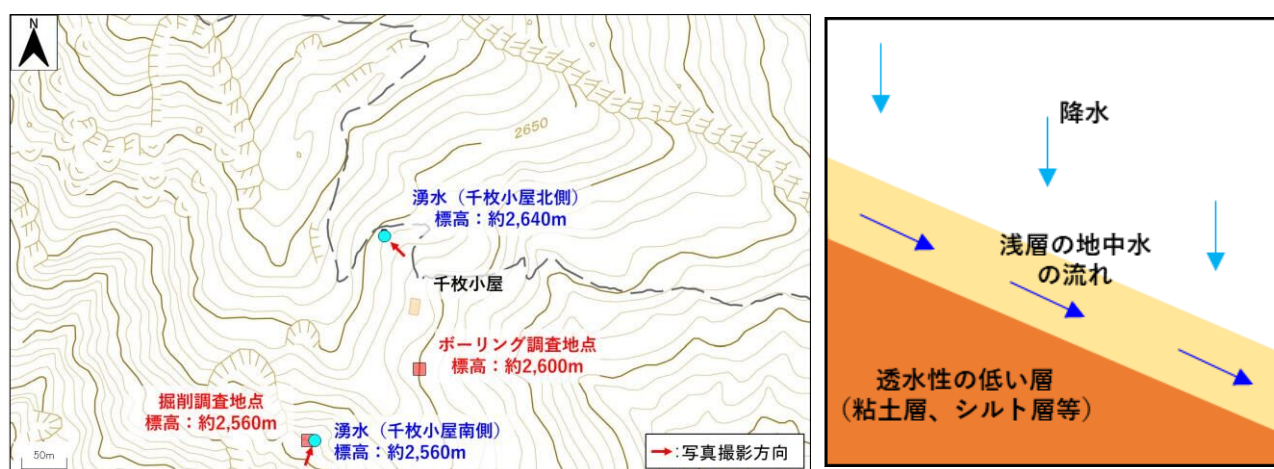 N
2650
湧水（千枚小屋北側）
標高：約2,640m
千枚小屋
ボーリング調査地点
標高：約2,600m
掘削調査地点
標高：約2,560m
湧水（千枚小屋南側）
標高：約2,560m
50m
→:写真撮影方向
降水
浅層の地中水
の流れ
透水性の低い層
（粘土層、シルト層等）